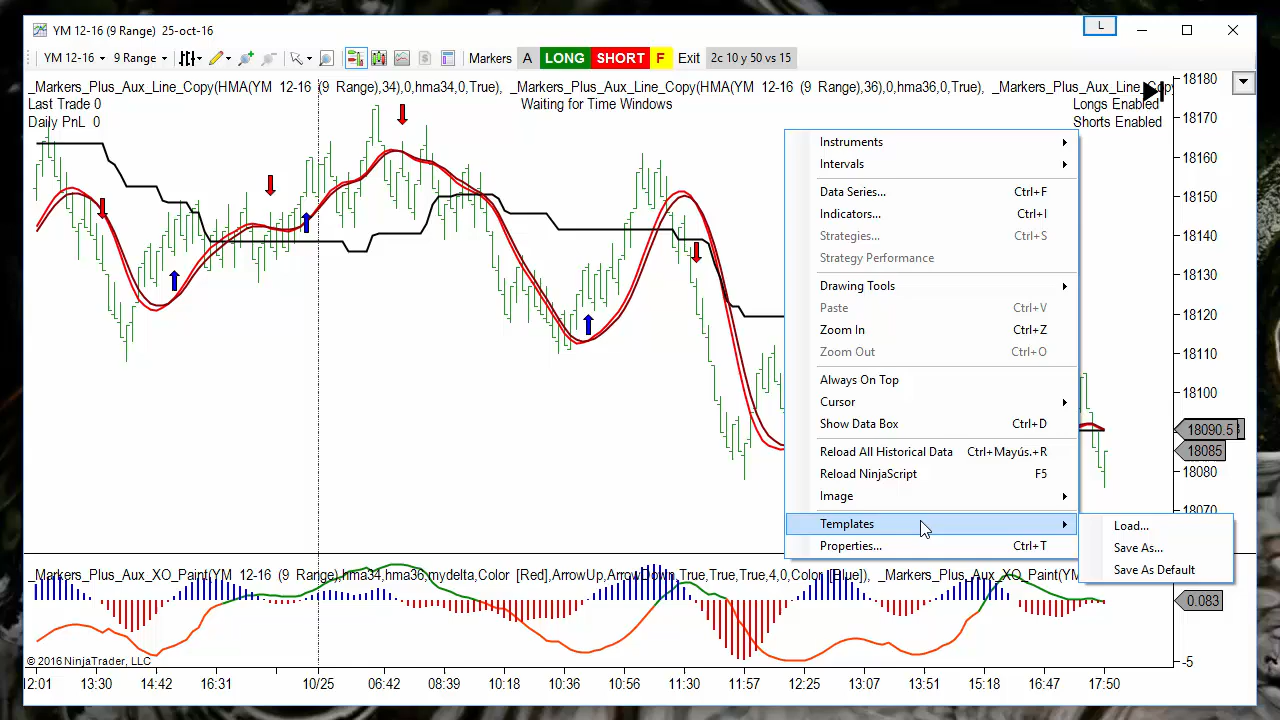 YM 12-16 (9 Range) 25-oct-16
L
YM 12-16 9 Range Markers A LONG SHORT F Exit 2c 10 y 50 vs 15
_Markers_Plus_Aux_Line_Copy(HMA(YM 12-16 (9 Range),34),0,hma34,0,True), _Markers_Plus_Aux_Line_Copy(HMA(YM 12-16 (9 Range),36),0,hma36,0,True), _Markers_Plus_Aux_Line_Copy
Last Trade 0
Waiting for Time Windows
Longs Enabled
Daily PnL 0
Shorts Enabled
18180
18170
18160
18150
18140
18130
18120
18110
18100
18090.5
18085
18080
18070
Instruments
Intervals
Data Series... Ctrl+F
Indicators... Ctrl+I
Strategies... Ctrl+S
Strategy Performance
Drawing Tools
Paste Ctrl+V
Zoom In Ctrl+Z
Zoom Out Ctrl+O
Always On Top
Cursor
Show Data Box Ctrl+D
Reload All Historical Data Ctrl+Mayús.+R
Reload NinjaScript F5
Image
Templates
Properties... Ctrl+T
Load...
Save As...
Save As Default
_Markers_Plus_Aux_XO_Paint(YM 12-16 (9 Range),hma34,hma36,mydelta,Color [Red],ArrowUp,ArrowDown,True,True,True,4,0,Color [Blue]), _Markers_Plus_Aux_XO_Paint(YM
0.083
-5
© 2016 NinjaTrader, LLC
12:01 13:30 14:42 16:31 10/25 06:42 08:39 10:18 10:36 10:56 11:30 11:57 12:25 13:07 13:51 15:18 16:47 17:50